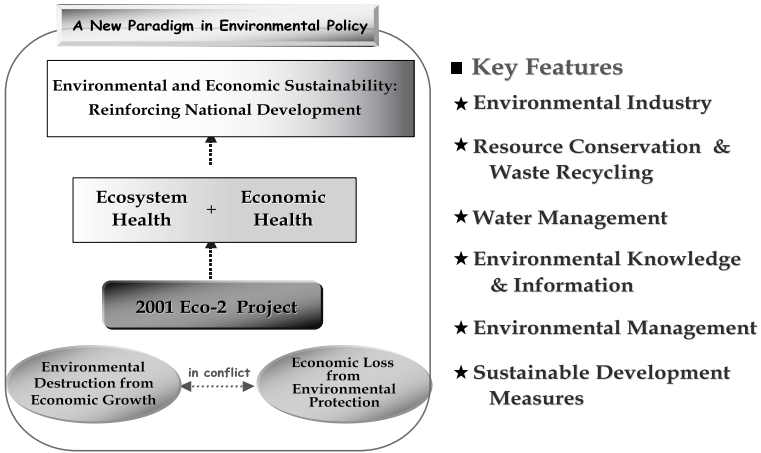 A New Paradigm in Environmental Policy
Environmental and Economic Sustainability:
Reinforcing National Development
Ecosystem
Health
+
Economic
Health
2001 Eco-2 Project
Environmental
Destruction from
Economic Growth
in conflict
Economic Loss
from
Environmental
Protection
Key Features
Environmental Industry
Resource Conservation &
Waste Recycling
Water Management
Environmental Knowledge
& Information
Environmental Management
Sustainable Development
Measures